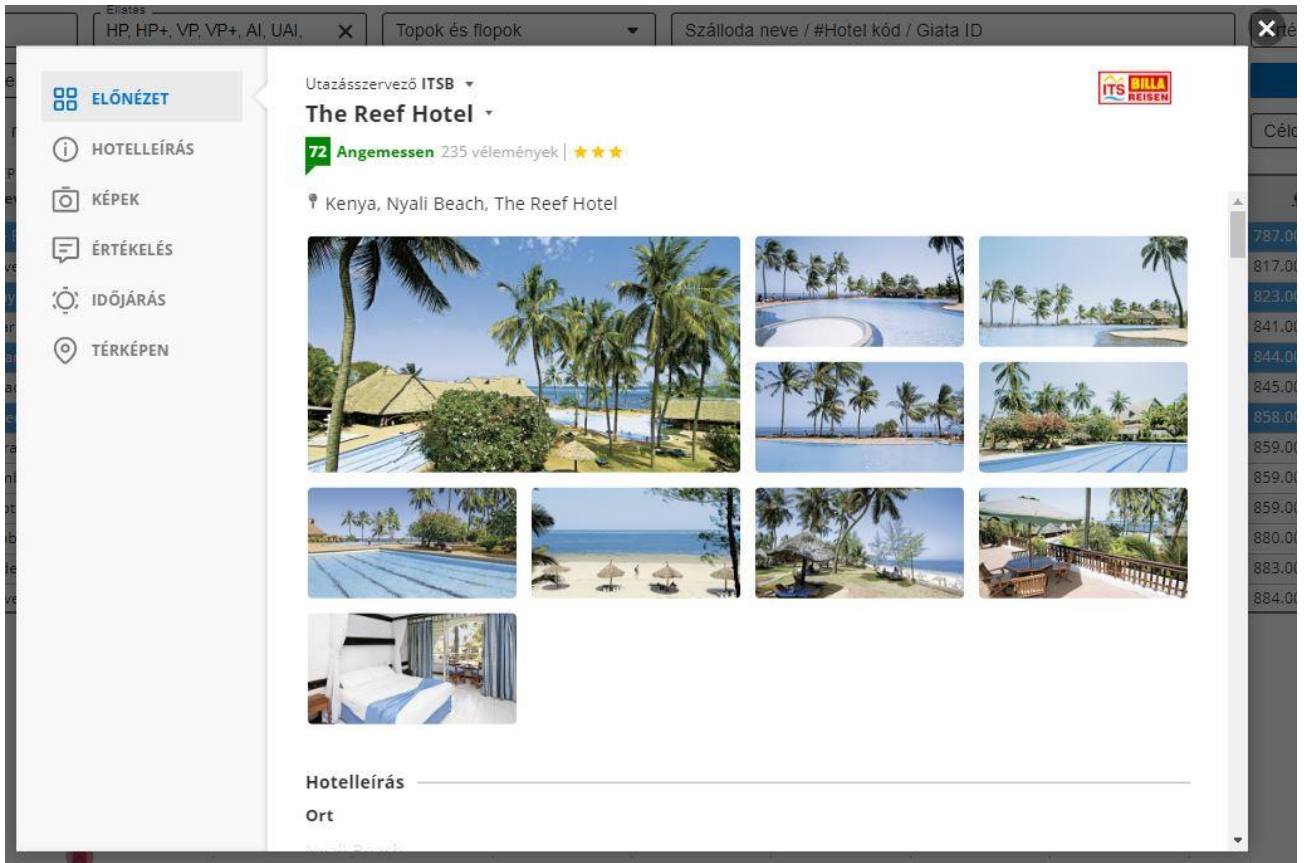 Ellátás
HP, HP+, VP, VP+, AI, UAI,
Topok és flopok
Szálloda neve / #Hotel kód / Giata ID
ELŐNÉZET
HOTELLEÍRÁS
KÉPEK
ÉRTÉKELÉS
IDŐJÁRÁS
TÉRKÉPEN
Utazásszervező ITSB
The Reef Hotel
72 Angemessen 235 vélemények
ITS BILLA REISEN
Kenya, Nyali Beach, The Reef Hotel
Hotelleírás
Ort
Nyali Beach
787.00
817.00
823.00
841.00
844.00
845.00
858.00
859.00
859.00
859.00
880.00
883.00
884.00